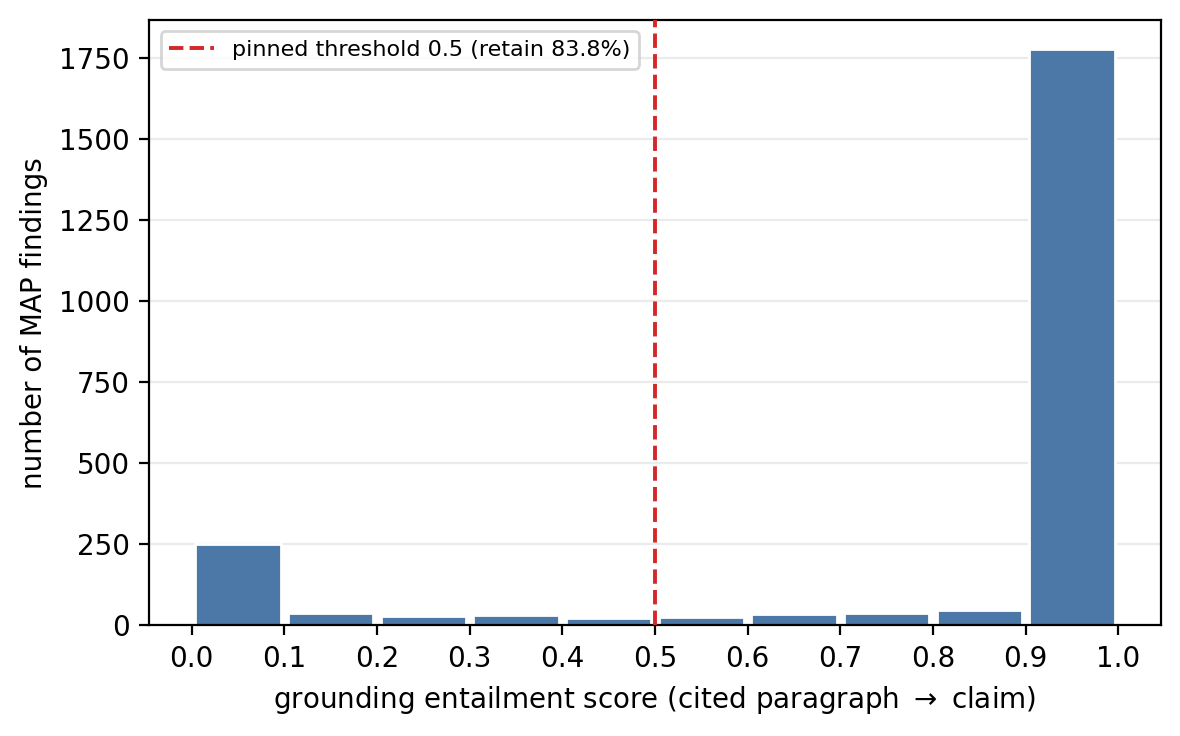 pinned threshold 0.5 (retain 83.8%)
1750
1500
1250
1000
750
500
250
0
number of MAP findings
0.0 0.1 0.2 0.3 0.4 0.5 0.6 0.7 0.8 0.9 1.0
grounding entailment score (cited paragraph → claim)